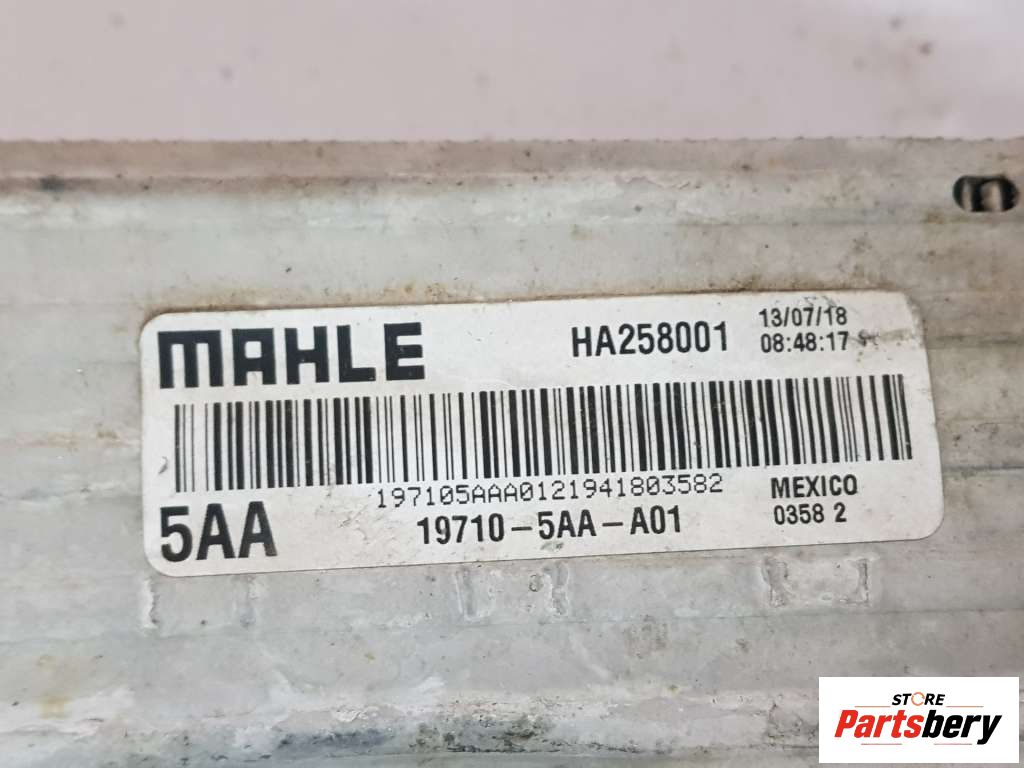 MAHLE HA258001 13/07/18
08:48:17
197105AAA0121941803582 MEXICO
5AA 19710-5AA-A01 0358 2
STORE
Partsbery